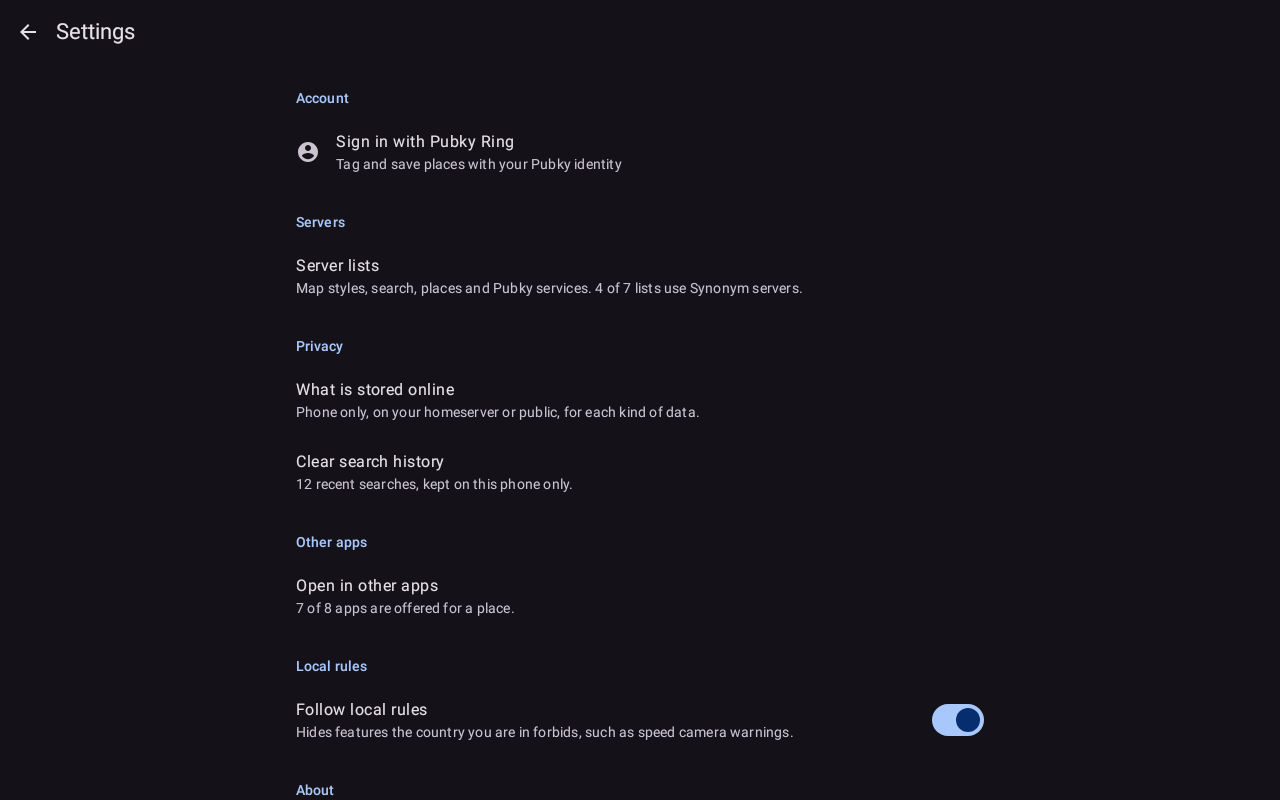 Settings
Account
Sign in with Pubky Ring
Tag and save places with your Pubky identity
Servers
Server lists
Map styles, search, places and Pubky services. 4 of 7 lists use Synonym servers.
Privacy
What is stored online
Phone only, on your homeserver or public, for each kind of data.
Clear search history
12 recent searches, kept on this phone only.
Other apps
Open in other apps
7 of 8 apps are offered for a place.
Local rules
Follow local rules
Hides features the country you are in forbids, such as speed camera warnings.
About